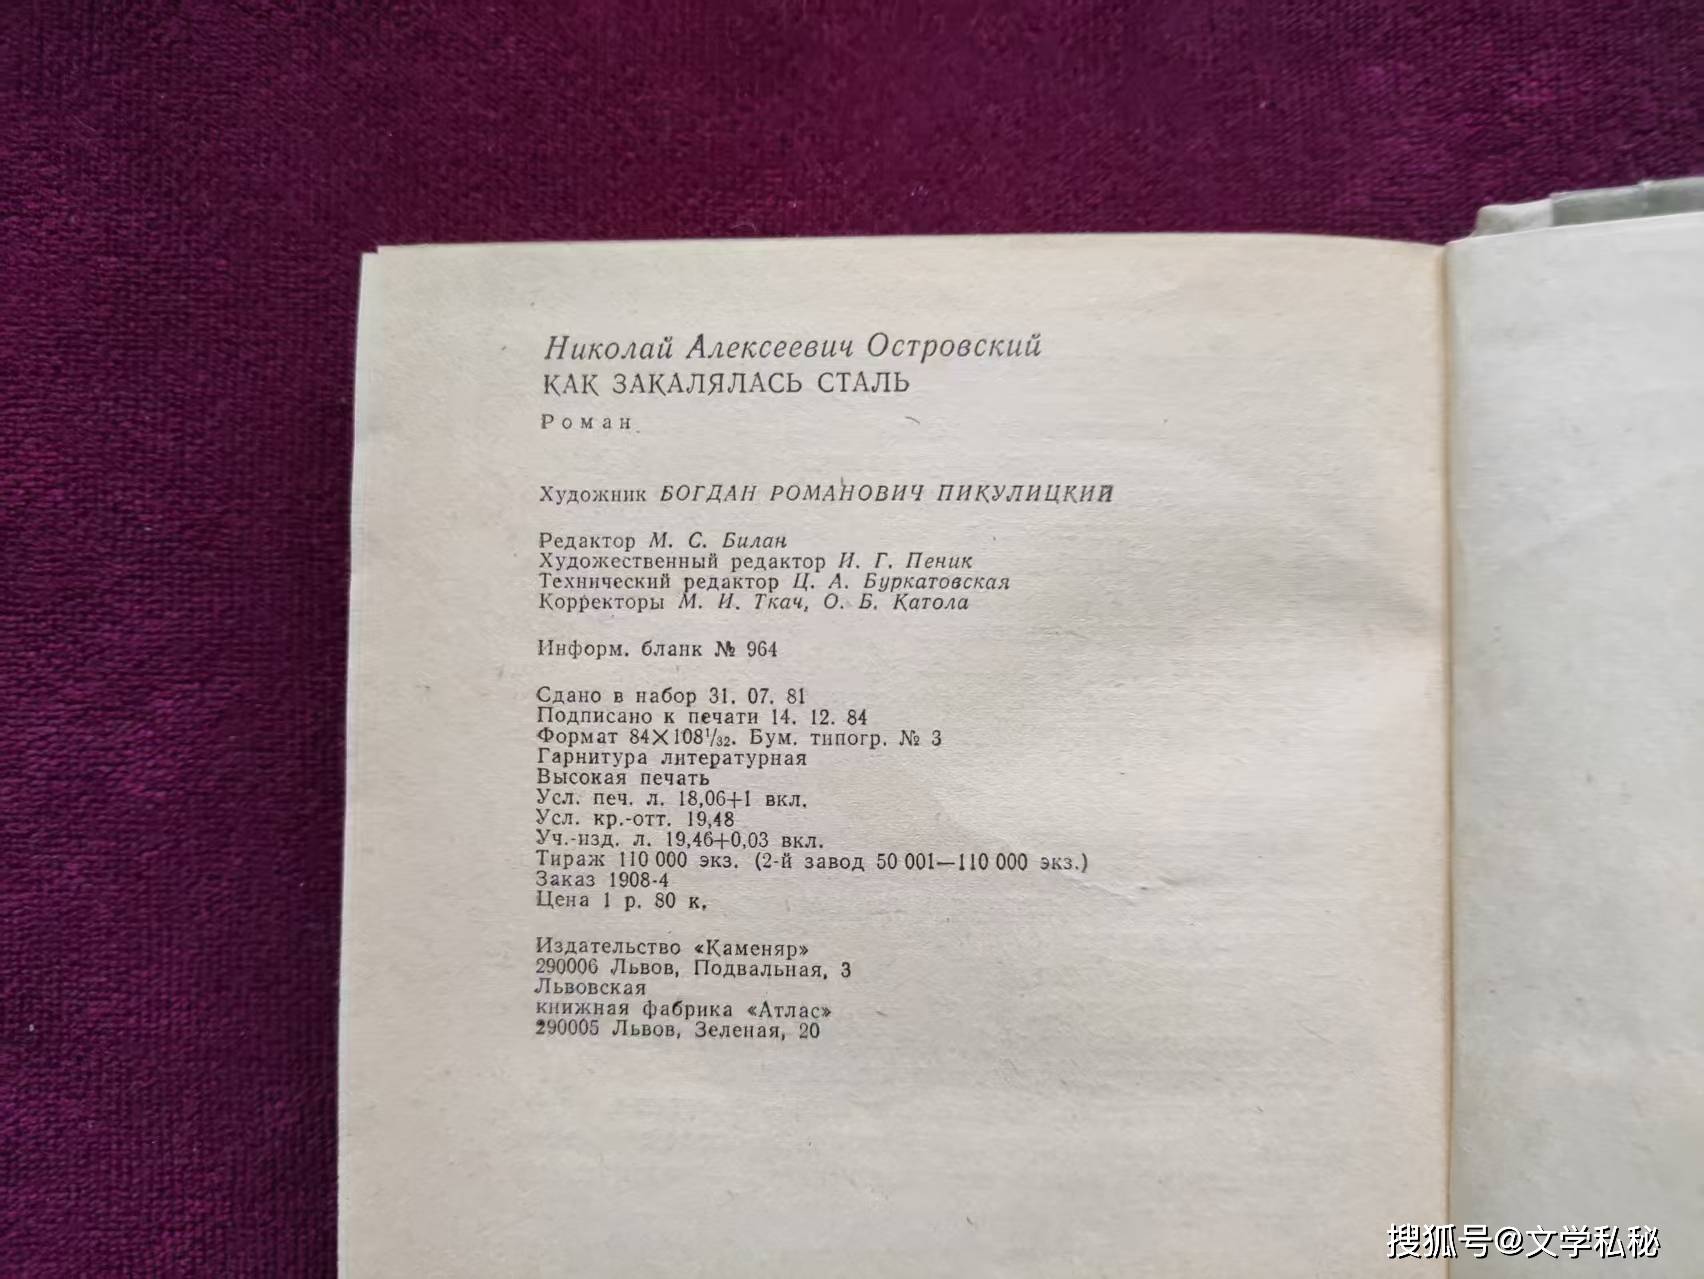 Николай Алексеевич Островский
КАК ЗАКАЛЯЛАСЬ СТАЛЬ
Роман
Художник БОГДАН РОМАНОВИЧ ПИКУЛИЦКИЙ
Редактор М. С. Билан
Художественный редактор И. Г. Пеник
Технический редактор Ц. А. Буркатовская
Корректоры М. И. Ткач, О. Б. Катола
Информ. бланк № 964
Сдано в набор 31. 07. 81
Подписано к печати 14. 12. 84
Формат 84×108¹/₃₂. Бум. типогр. № 3
Гарнитура литературная
Высокая печать
Усл. печ. л. 18,06+1 вкл.
Усл. кр.-отт. 19,48
Уч.-изд. л. 19,46+0,03 вкл.
Тираж 110 000 экз. (2-й завод 50 001—110 000 экз.)
Заказ 1908-4
Цена 1 р. 80 к.
Издательство «Каменяр»
290006 Львов, Подвальная, 3
Львовская
книжная фабрика «Атлас»
290005 Львов, Зеленая, 20
搜狐号@文学私秘